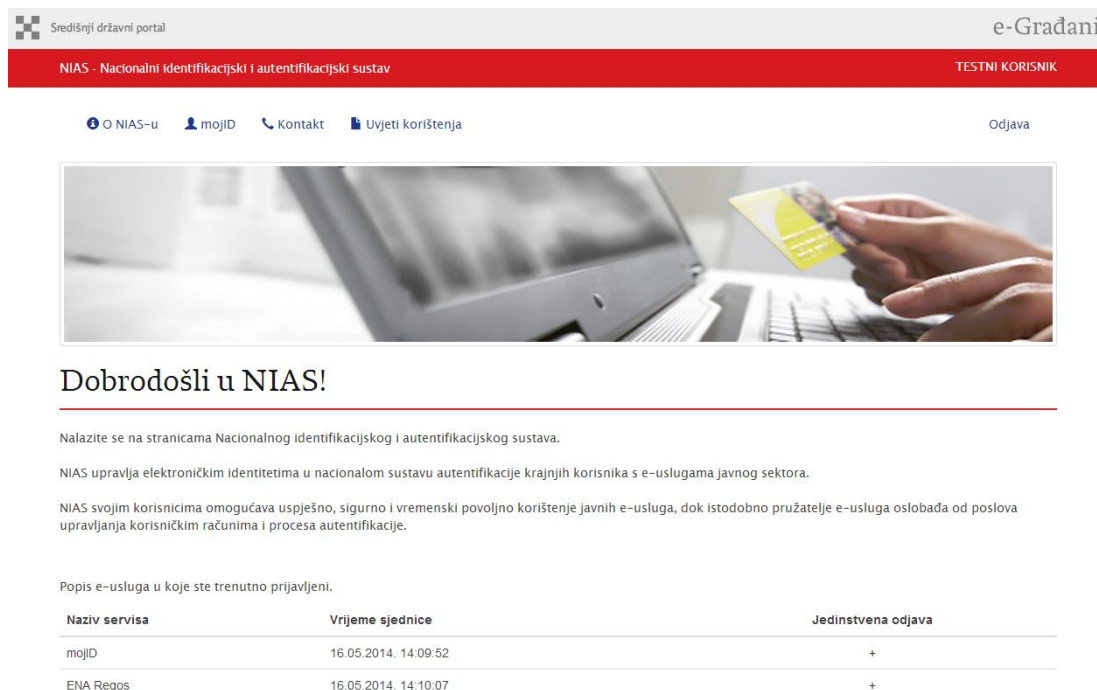 Središnji državni portal
e-Građani
NIAS - Nacionalni identifikacijski i autentifikacijski sustav
TESTNI KORISNIK
O NIAS-u
mojID
Kontakt
Uvjeti korištenja
Odjava
Dobrodošli u NIAS!
Nalazite se na stranicama Nacionalnog identifikacijskog i autentifikacijskog sustava.
NIAS upravlja elektroničkim identitetima u nacionalom sustavu autentifikacije krajnjih korisnika s e-uslugama javnog sektora.
NIAS svojim korisnicima omogućava uspješno, sigurno i vremenski povoljno korištenje javnih e-usluga, dok istodobno pružatelje e-usluga oslobađa od poslova
upravljanja korisničkim računima i procesa autentifikacije.
Popis e-usluga u koje ste trenutno prijavljeni.
Naziv servisa Vrijeme sjednice Jedinstvena odjava
mojID 16.05.2014. 14:09:52 +
ENA Regos 16.05.2014. 14:10:07 +